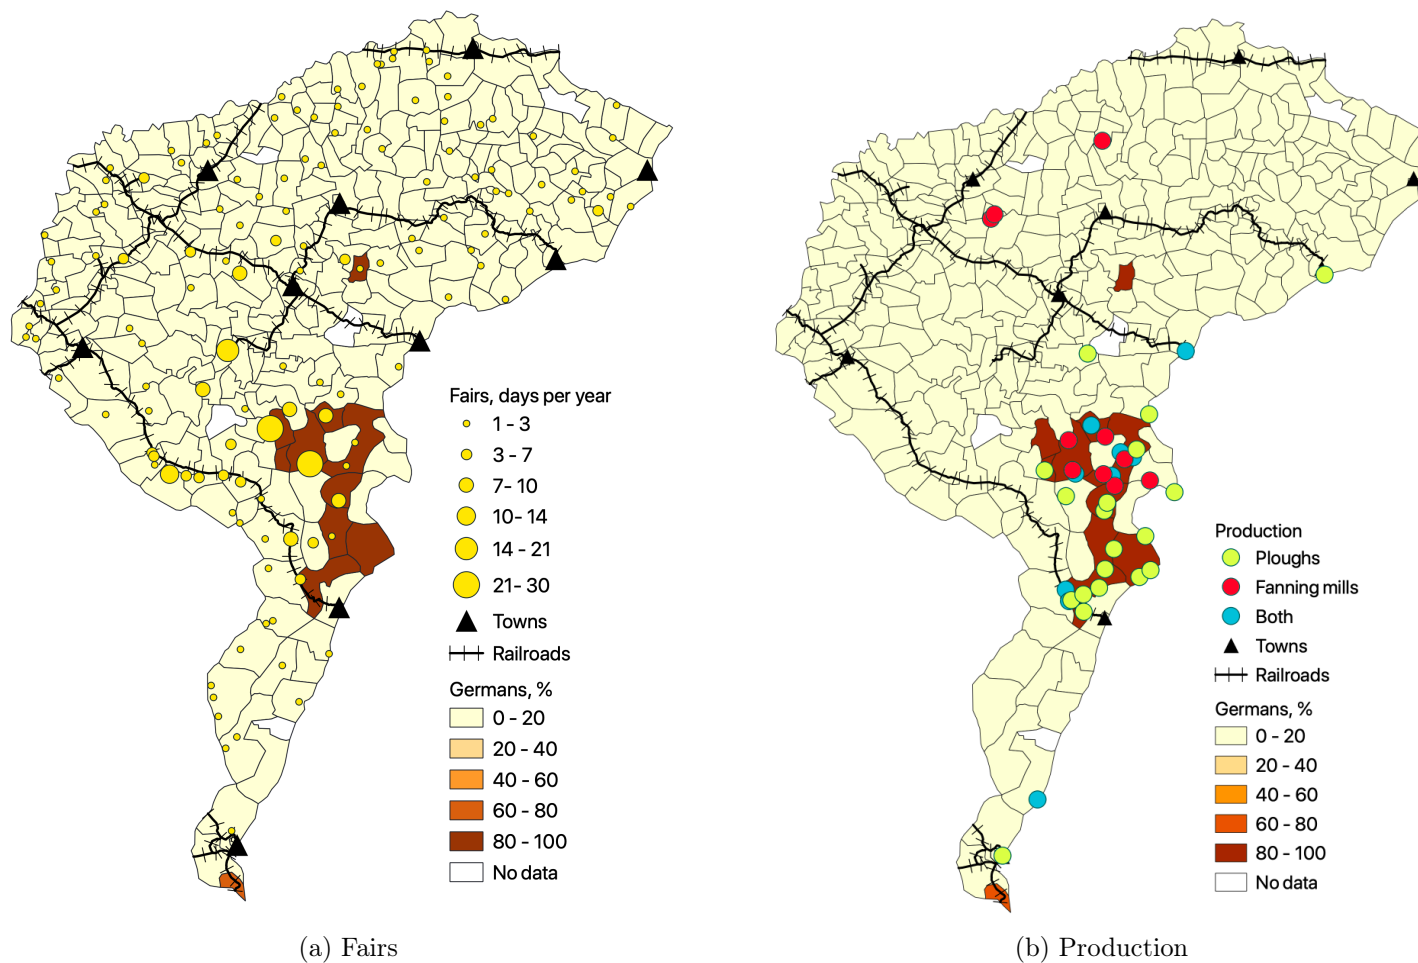 Fairs, days per year
1 - 3
3 - 7
7 - 10
10- 14
14 - 21
21- 30
Towns
Railroads
Germans, %
0 - 20
20 - 40
40 - 60
60 - 80
80 - 100
No data
(a) Fairs
Production
Ploughs
Fanning mills
Both
Towns
Railroads
Germans, %
0 - 20
20 - 40
40 - 60
60 - 80
80 - 100
No data
(b) Production